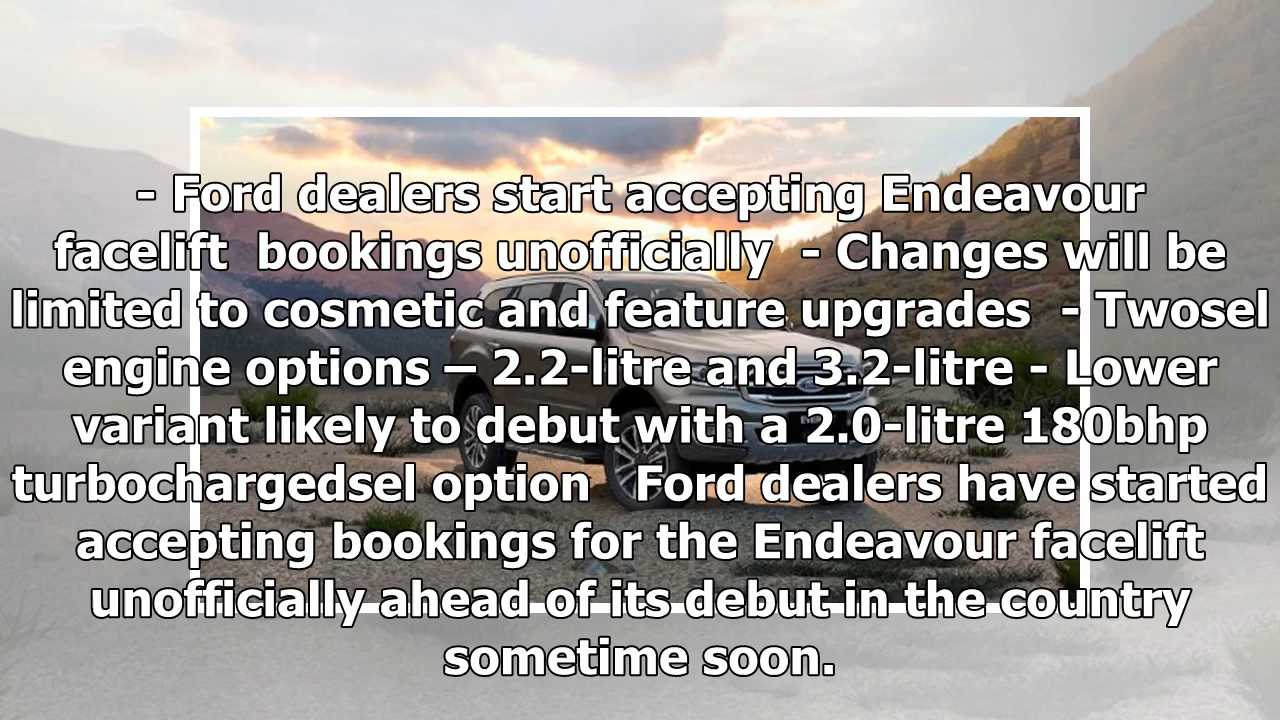 - Ford dealers start accepting Endeavour
facelift  bookings unofficially  - Changes will be
limited to cosmetic and feature upgrades  - Twosel
engine options – 2.2-litre and 3.2-litre - Lower
variant likely to debut with a 2.0-litre 180bhp
turbochargedsel option   Ford dealers have started
accepting bookings for the Endeavour facelift
unofficially ahead of its debut in the country
sometime soon.